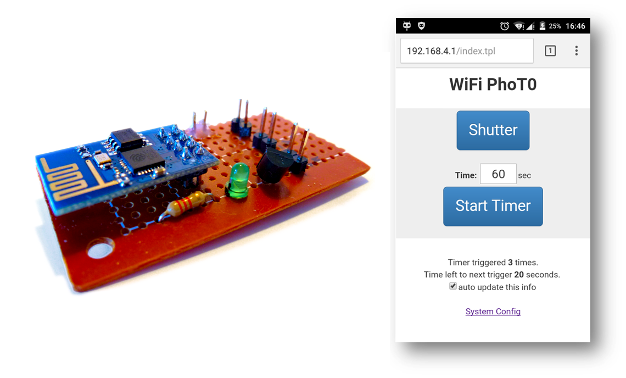 25% 16:46
192.168.4.1/index.tpl
1
WiFi PhoT0
Shutter
Time: 60 sec
Start Timer
Timer triggered 3 times.
Time left to next trigger 20 seconds.
auto update this info
System Config